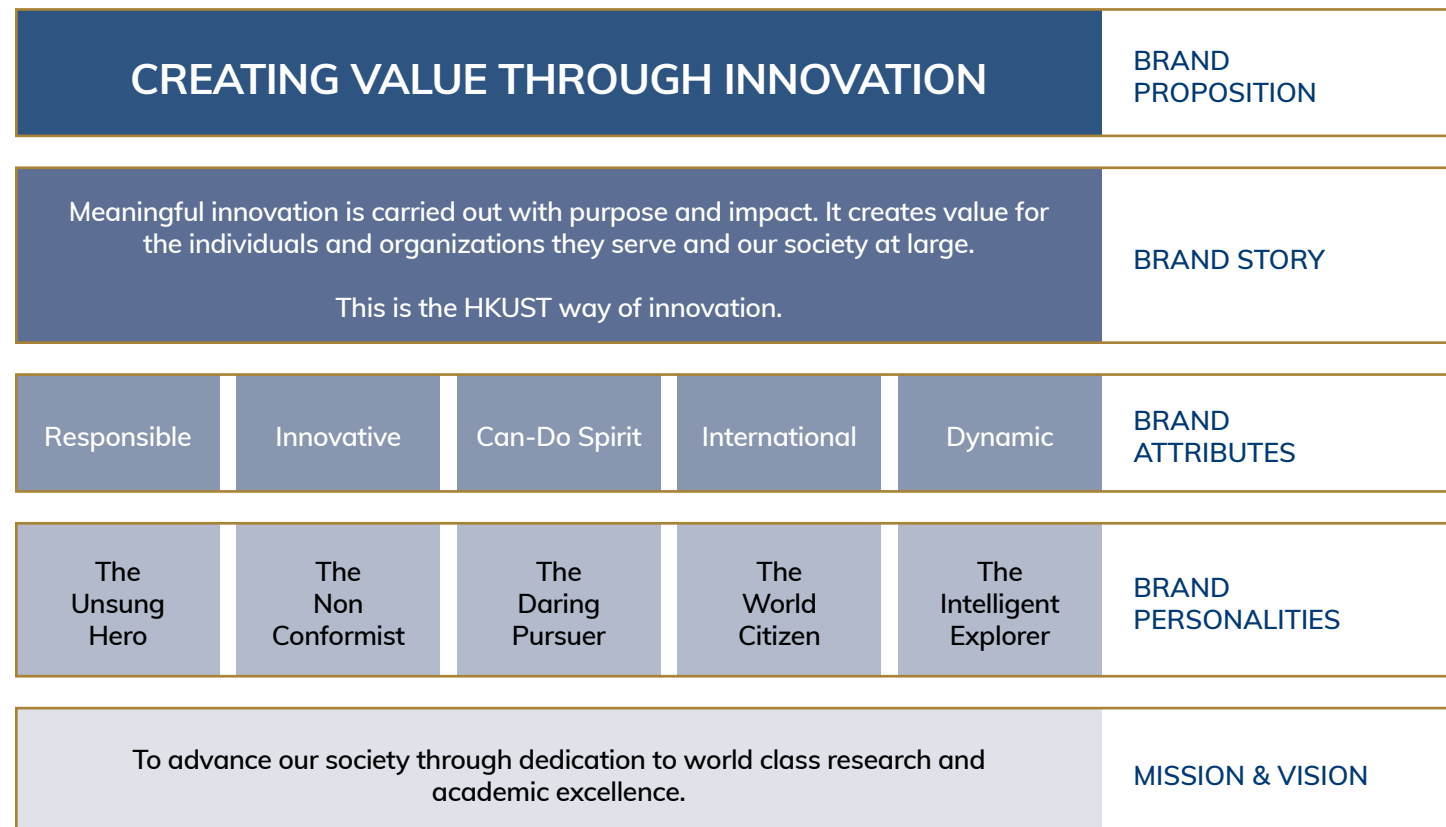 CREATING VALUE THROUGH INNOVATION
BRAND
PROPOSITION
Meaningful innovation is carried out with purpose and impact. It creates value for
the individuals and organizations they serve and our society at large.
This is the HKUST way of innovation.
BRAND STORY
Responsible
Innovative
Can-Do Spirit
International
Dynamic
BRAND
ATTRIBUTES
The
Unsung
Hero
The
Non
Conformist
The
Daring
Pursuer
The
World
Citizen
The
Intelligent
Explorer
BRAND
PERSONALITIES
To advance our society through dedication to world class research and
academic excellence.
MISSION & VISION